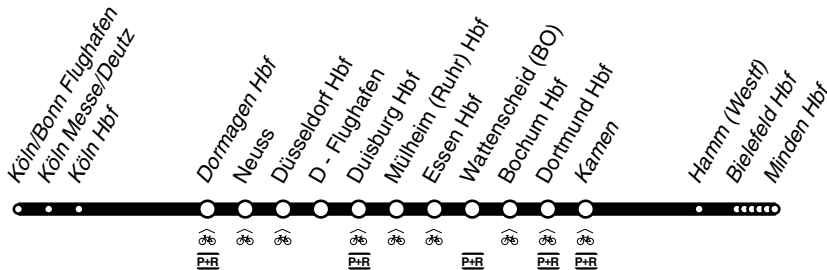 Köln/Bonn Flughafen
Köln Messe/Deutz
Köln Hbf
Dormagen Hbf
Neuss
Düsseldorf Hbf
D - Flughafen
Duisburg Hbf
Mülheim (Ruhr) Hbf
Essen Hbf
Wattenscheid (BO)
Bochum Hbf
Dortmund Hbf
Kamen
Hamm (Westf)
Bielefeld Hbf
Minden Hbf
P+R P+R P+R P+R P+R